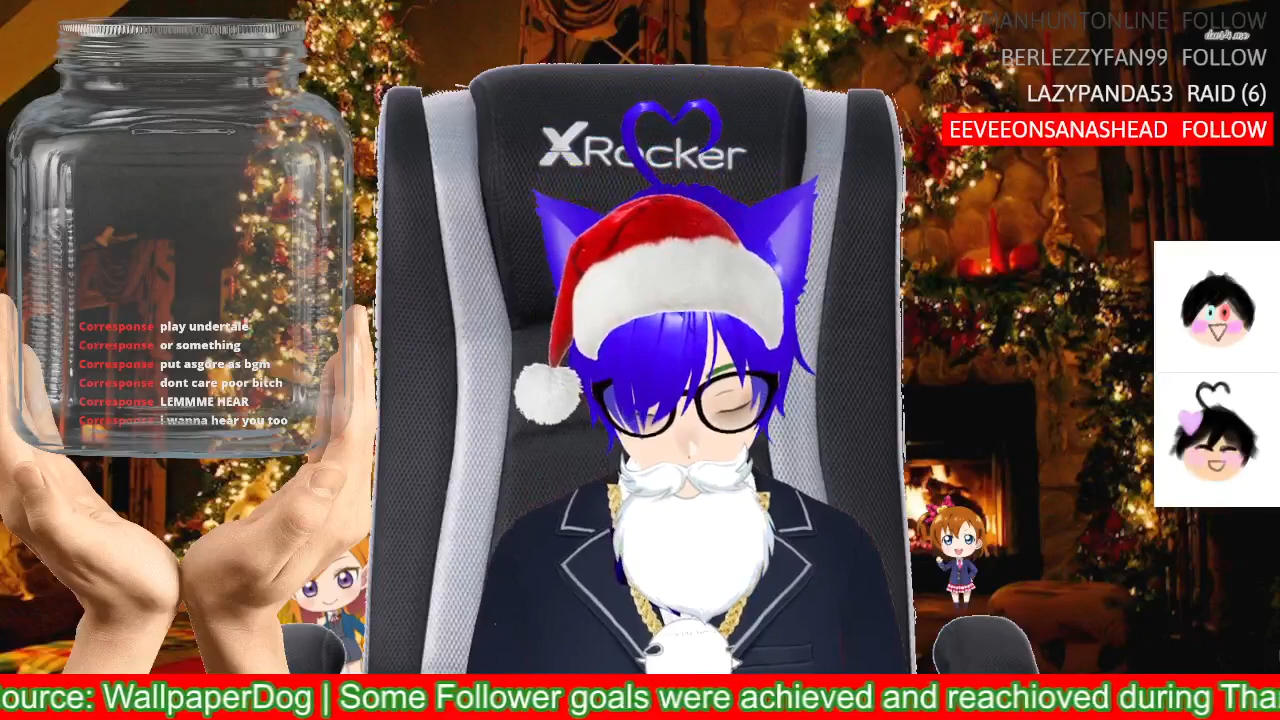 ANHUNTONLINE FOLLOW
BERLEZZYFAN99 FOLLOW
LAZYPANDA53 RAID (6)
EEVEEONSANASHEAD FOLLOW
XRocker
Corresponse play undertale
Corresponse or something
Corresponse put asgore as bgm
Corresponse dont care poor bitch
Corresponse LEMMME HEAR
Corresponse i wanna hear you too
ource: WallpaperDog | Some Follower goals were achieved and reachioved during Tha